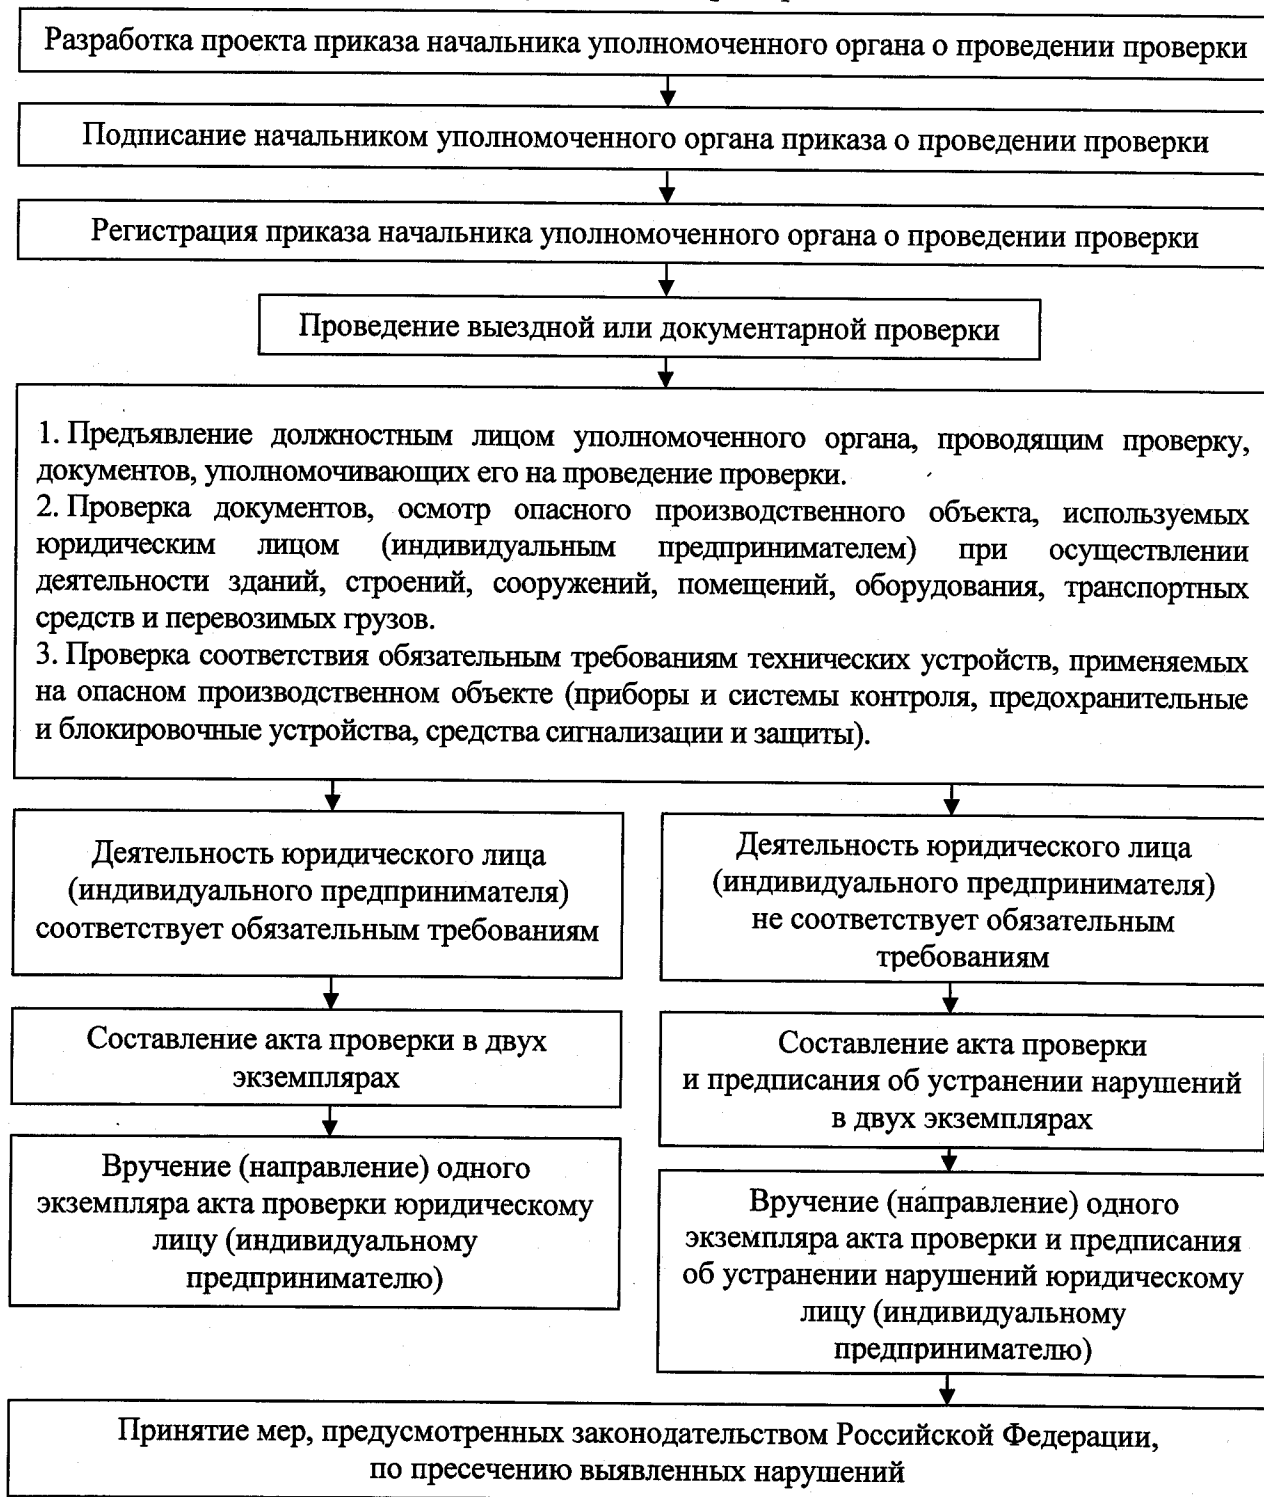 Разработка проекта приказа начальника уполномоченного органа о проведении проверки
Подписание начальником уполномоченного органа приказа о проведении проверки
Регистрация приказа начальника уполномоченного органа о проведении проверки
Проведение выездной или документарной проверки
1. Предъявление должностным лицом уполномоченного органа, проводящим проверку,
документов, уполномочивающих его на проведение проверки.
2. Проверка документов, осмотр опасного производственного объекта, используемых
юридическим лицом (индивидуальным предпринимателем) при осуществлении
деятельности зданий, строений, сооружений, помещений, оборудования, транспортных
средств и перевозимых грузов.
3. Проверка соответствия обязательным требованиям технических устройств, применяемых
на опасном производственном объекте (приборы и системы контроля, предохранительные
и блокировочные устройства, средства сигнализации и защиты).
Деятельность юридического лица
(индивидуального предпринимателя)
соответствует обязательным требованиям
Составление акта проверки в двух
экземплярах
Вручение (направление) одного
экземпляра акта проверки юридическому
лицу (индивидуальному
предпринимателю)
Деятельность юридического лица
(индивидуального предпринимателя)
не соответствует обязательным
требованиям
Составление акта проверки
и предписания об устранении нарушений
в двух экземплярах
Вручение (направление) одного
экземпляра акта проверки и предписания
об устранении нарушений юридическому
лицу (индивидуальному
предпринимателю)
Принятие мер, предусмотренных законодательством Российской Федерации,
по пресечению выявленных нарушений